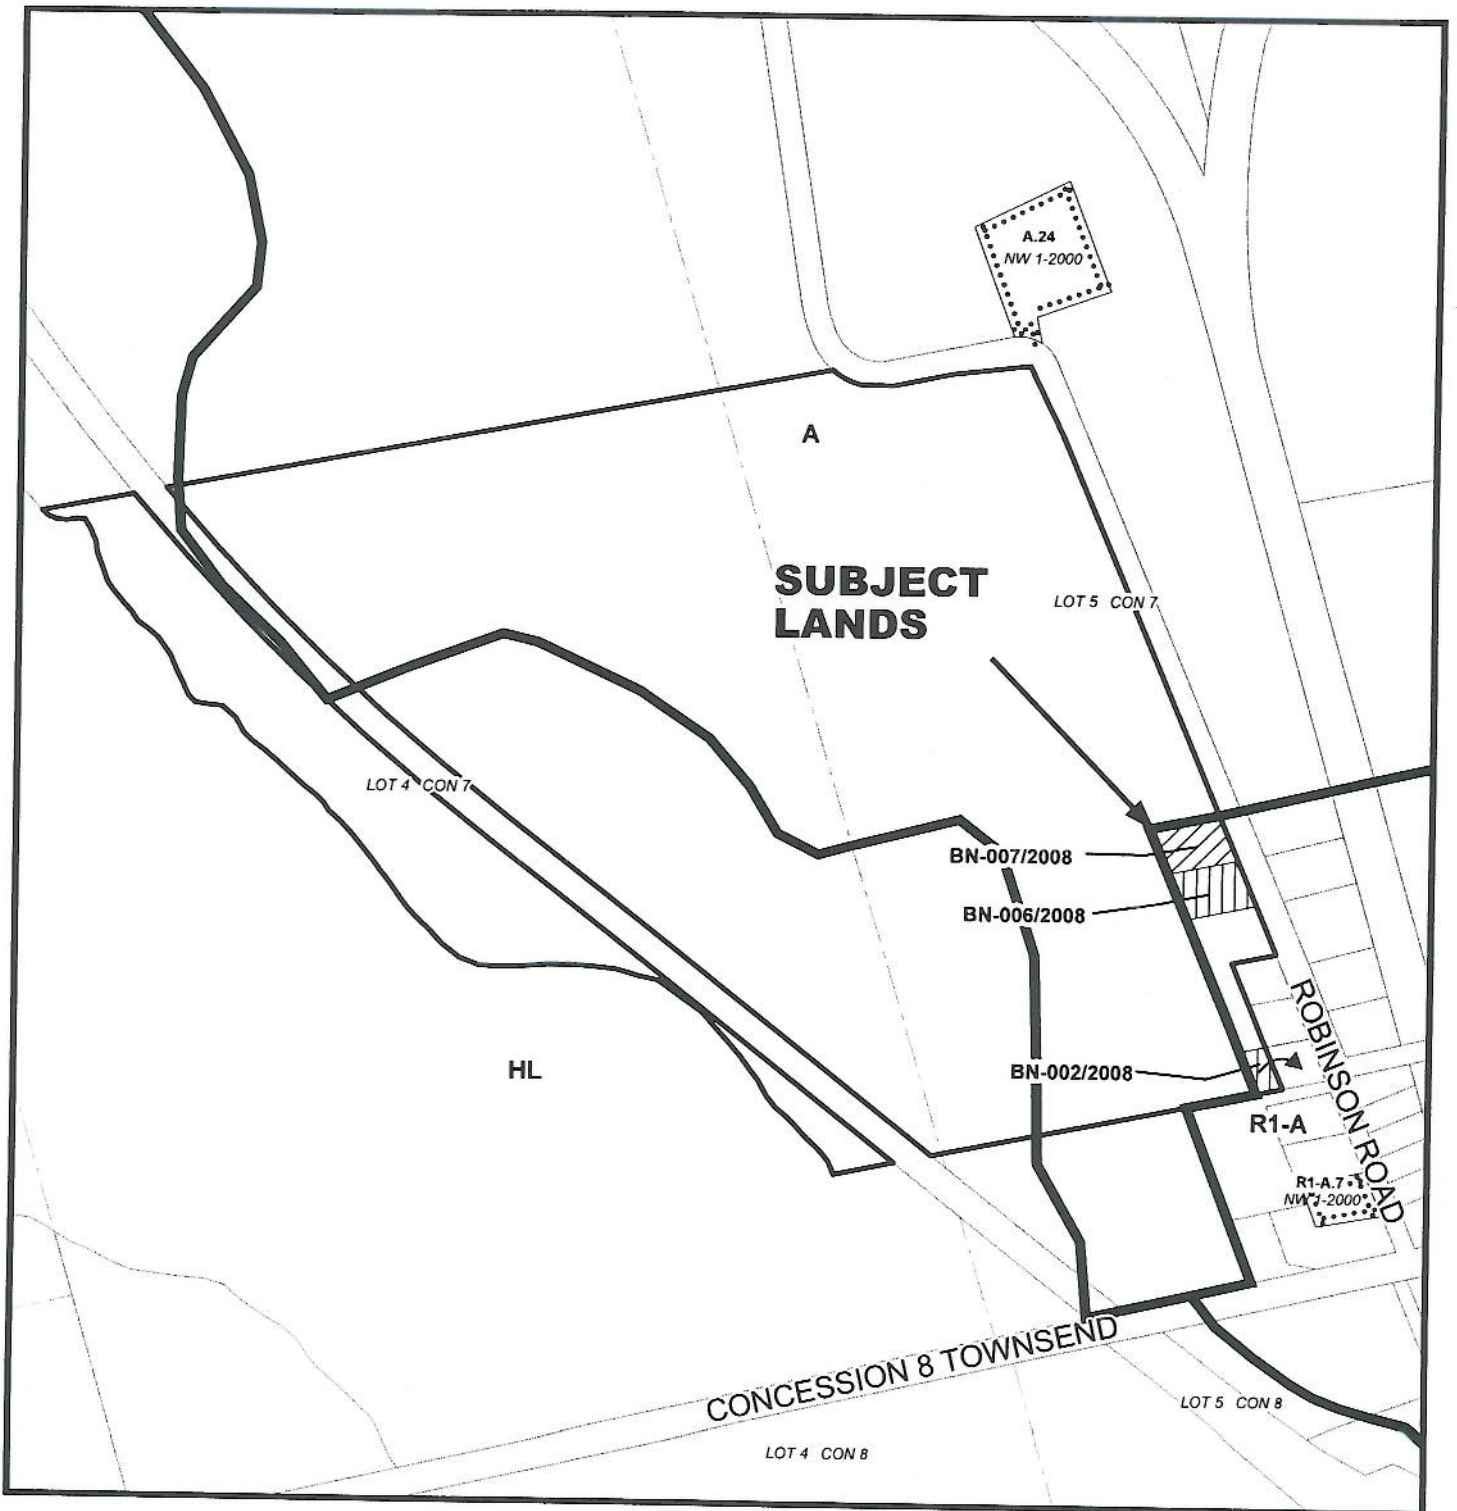 A.24
NW 1-2000
A
SUBJECT
LANDS
LOT 5 CON 7
LOT 4 CON 7
BN-007/2008
BN-006/2008
ROBINSON ROAD
HL
BN-002/2008
R1-A
R1-A.7
NW 1-2000
CONCESSION 8 TOWNSEND
LOT 5 CON 8
LOT 4 CON 8